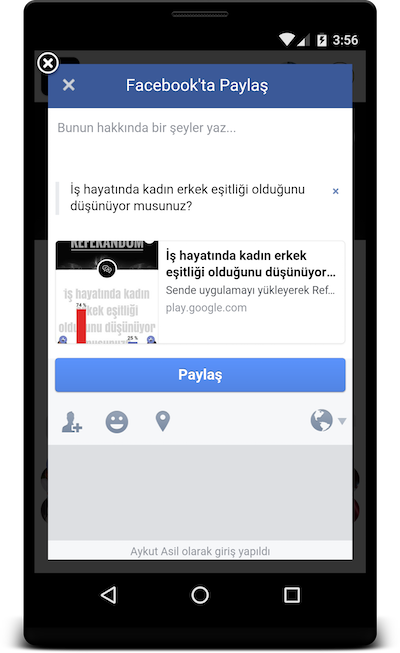 3:56
Facebook'ta Paylaş
Bunun hakkında bir şeyler yaz...
İş hayatında kadın erkek eşitliği olduğunu
düşünüyor musunuz?
REFERANDUM
İş hayatında kadın
erkek eşitliği
olduğunu düşünüyor
musunuz?
74 %
25 %
İş hayatında kadın erkek
eşitliği olduğunu düşünüyor...
Sende uygulamayı yükleyerek Ref...
play.google.com
Paylaş
Aykut Asil olarak giriş yapıldı